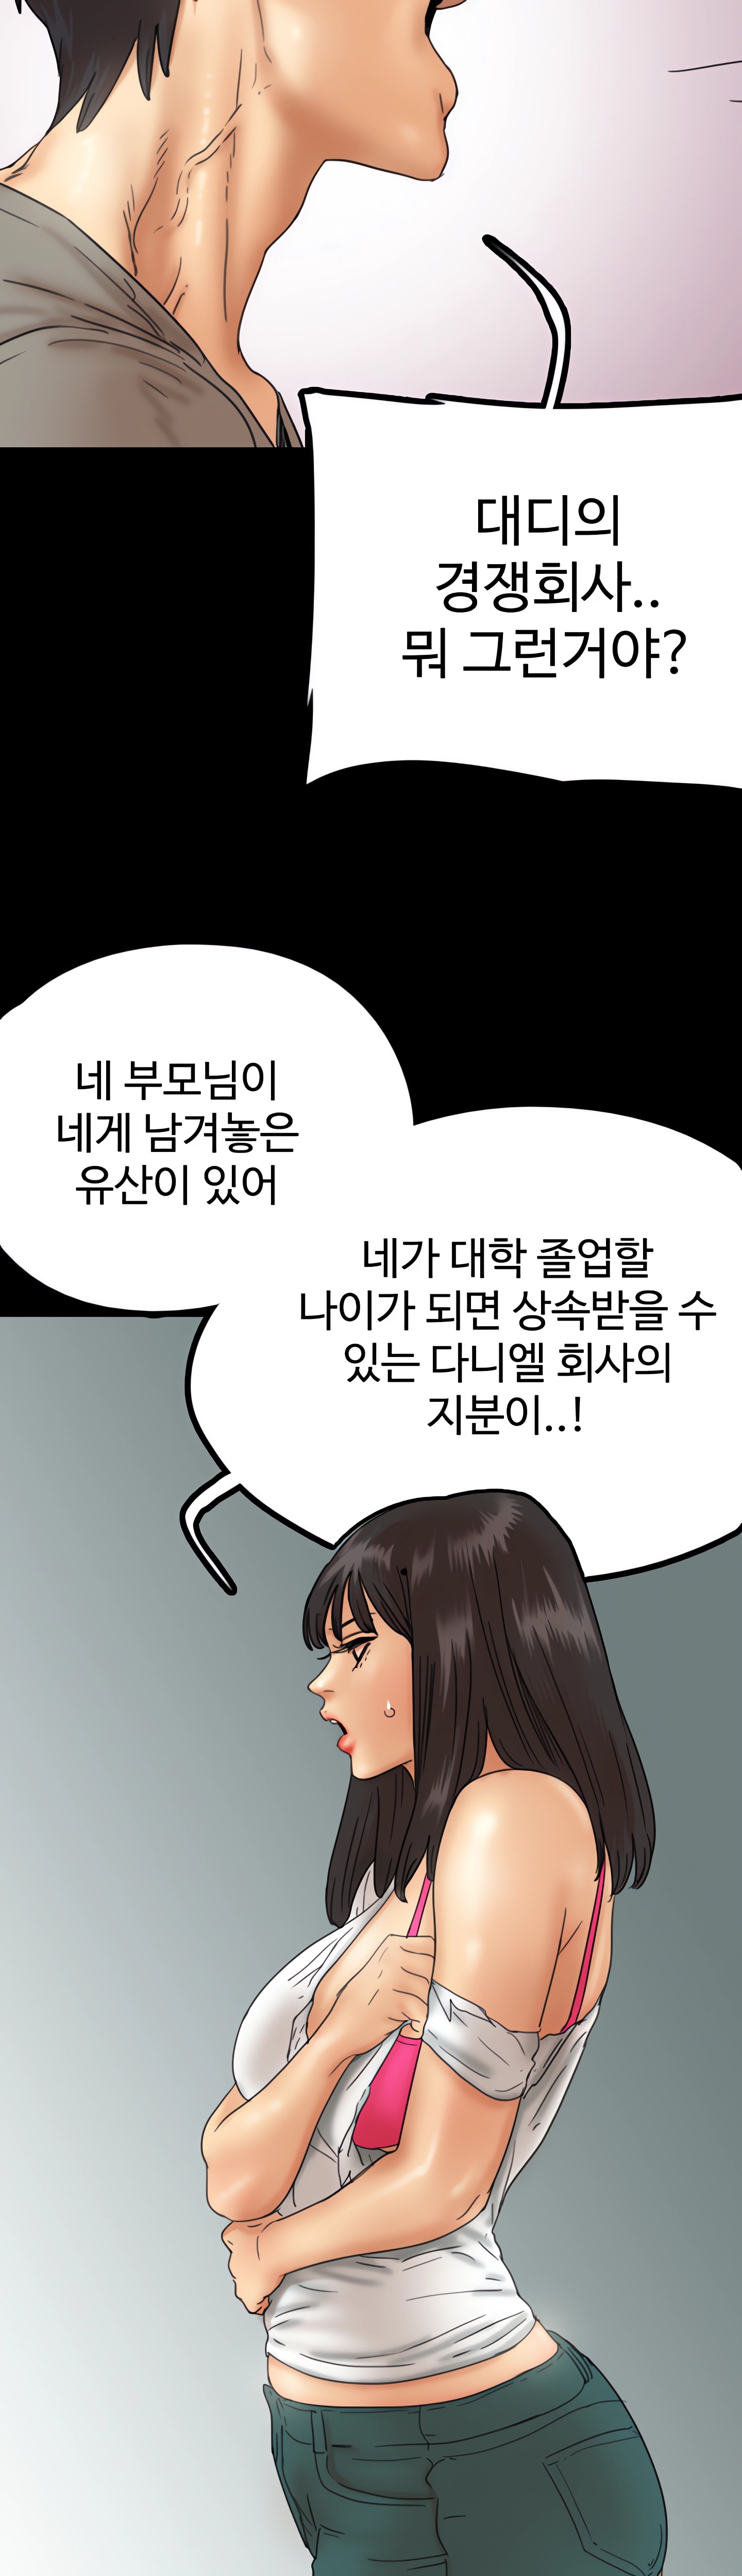 대디의
경쟁회사..
뭐 그런거야?
네 부모님이
네게 남겨놓은
유산이 있어
네가 대학 졸업할
나이가 되면 상속받을 수
있는 다니엘 회사의
지분이..!